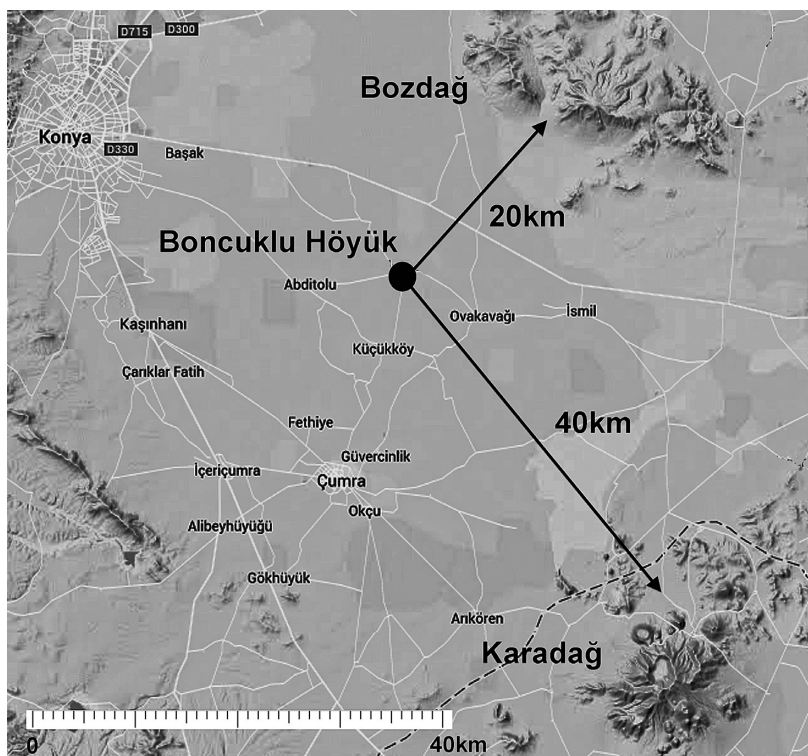 D715
D300
Bozdağ
Konya
D330
Başak
20km
Boncuklu Höyük
Abditolu
Ovakavağı
İsmil
Kaşınhanı
Küçükköy
Çarıklar Fatih
Fethiye
40km
Güvercinlik
İçeriçumra
Çumra
Okçu
Alibeyhüyüğü
Gökhüyük
Arıkören
Karadağ
0
40km